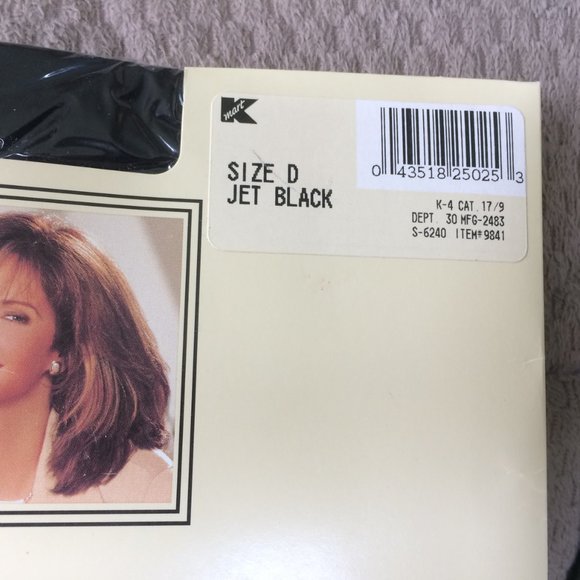 K mart
SIZE D
JET BLACK
0 43518 25025 3
K-4 CAT. 17/9
DEPT. 30 MFG-2483
S-6240 ITEM#9841